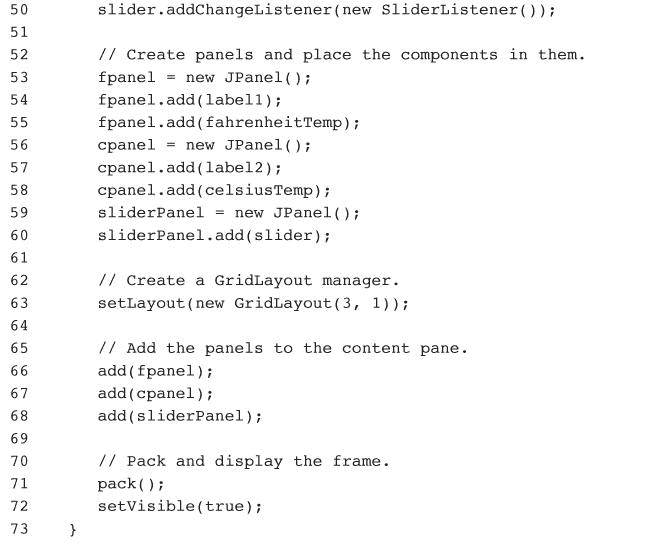 50 slider.addChangeListener(new SliderListener());
51
52 // Create panels and place the components in them.
53 fpanel = new JPanel();
54 fpanel.add(label1);
55 fpanel.add(fahrenheitTemp);
56 cpanel = new JPanel();
57 cpanel.add(label2);
58 cpanel.add(celsiusTemp);
59 sliderPanel = new JPanel();
60 sliderPanel.add(slider);
61
62 // Create a GridLayout manager.
63 setLayout(new GridLayout(3, 1));
64
65 // Add the panels to the content pane.
66 add(fpanel);
67 add(cpanel);
68 add(sliderPanel);
69
70 // Pack and display the frame.
71 pack();
72 setVisible(true);
73 }